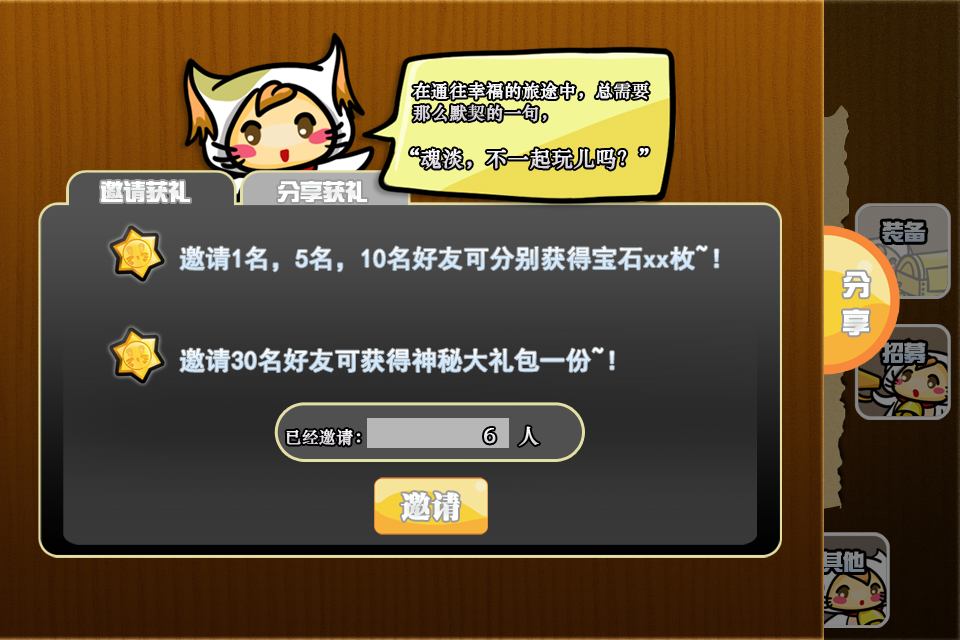 在通往幸福的旅途中，总需要
那么默契的一句，
“魂淡，不一起玩儿吗？”
邀请获礼
分享获礼
邀请1名，5名，10名好友可分别获得宝石xx枚~！
邀请30名好友可获得神秘大礼包一份~！
已经邀请： 6 人
邀请
装备
分享
招募
其他